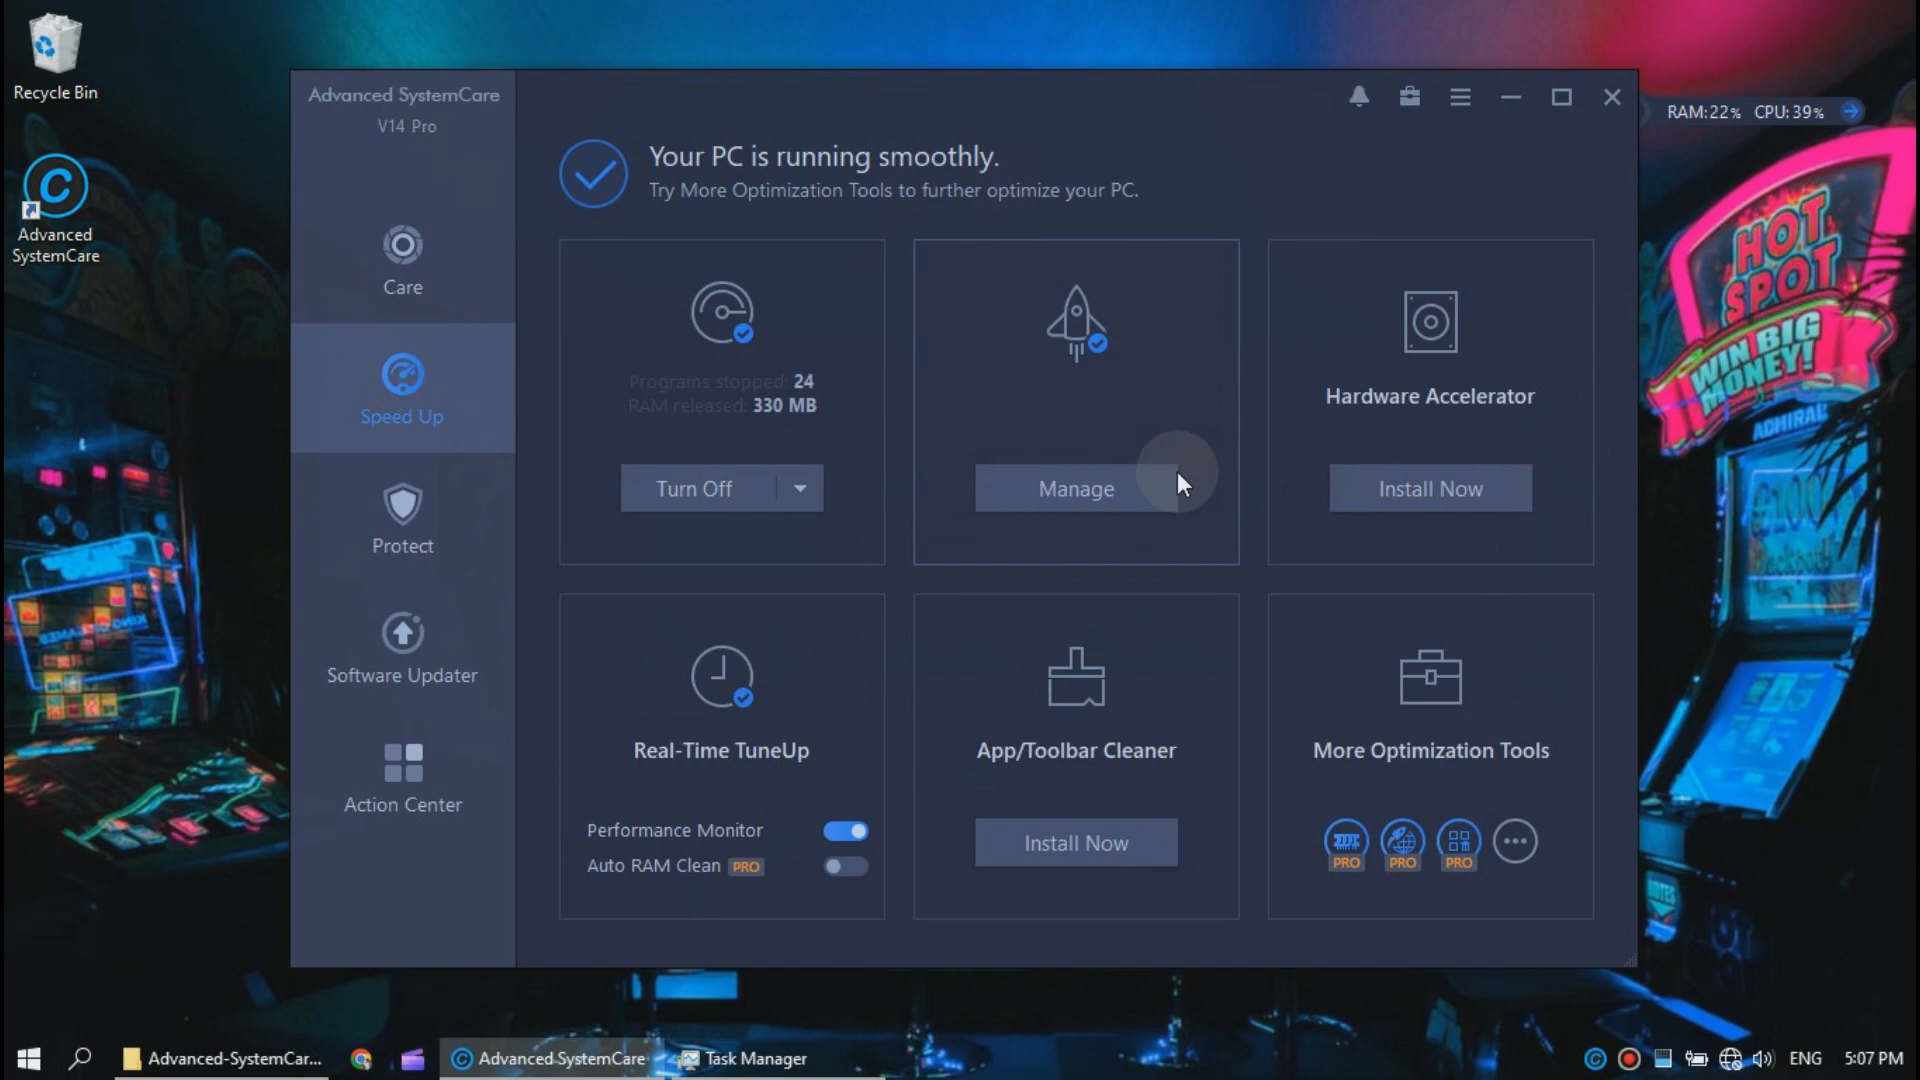 Recycle Bin
Advanced
SystemCare
Advanced SystemCare
V14 Pro
Care
Speed Up
Protect
Software Updater
Action Center
Your PC is running smoothly.
Try More Optimization Tools to further optimize your PC.
Programs stopped: 24
RAM released: 330 MB
Turn Off
Manage
Hardware Accelerator
Install Now
Real-Time TuneUp
Performance Monitor
Auto RAM Clean PRO
App/Toolbar Cleaner
Install Now
More Optimization Tools
PRO PRO PRO
RAM:22% CPU:39%
HOT
SPOT
WIN BIG
MONEY!
ADMIRAL
Advanced-SystemCar...
Advanced SystemCare
Task Manager
ENG
5:07 PM